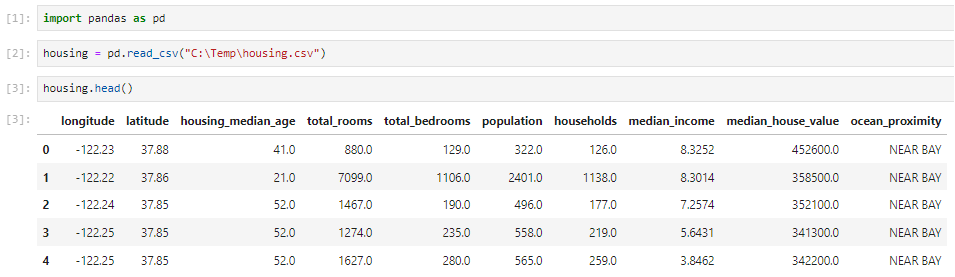 [1]: import pandas as pd
[2]: housing = pd.read_csv("C:\Temp\housing.csv")
[3]: housing.head()
[3]: longitude latitude housing_median_age total_rooms total_bedrooms population households median_income median_house_value ocean_proximity
0 -122.23 37.88 41.0 880.0 129.0 322.0 126.0 8.3252 452600.0 NEAR BAY
1 -122.22 37.86 21.0 7099.0 1106.0 2401.0 1138.0 8.3014 358500.0 NEAR BAY
2 -122.24 37.85 52.0 1467.0 190.0 496.0 177.0 7.2574 352100.0 NEAR BAY
3 -122.25 37.85 52.0 1274.0 235.0 558.0 219.0 5.6431 341300.0 NEAR BAY
4 -122.25 37.85 52.0 1627.0 280.0 565.0 259.0 3.8462 342200.0 NEAR BAY